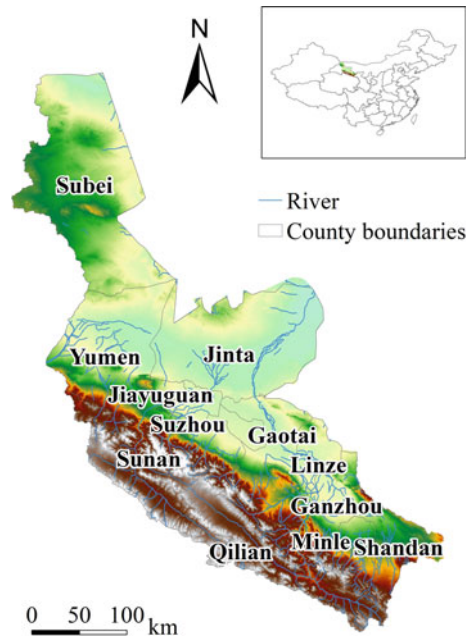 N
Subei
River
County boundaries
Yumen
Jinta
Jiayuguan
Suzhou
Gaotai
Sunan
Linze
Ganzhou
Qilian
Minle
Shandan
0 50 100
km